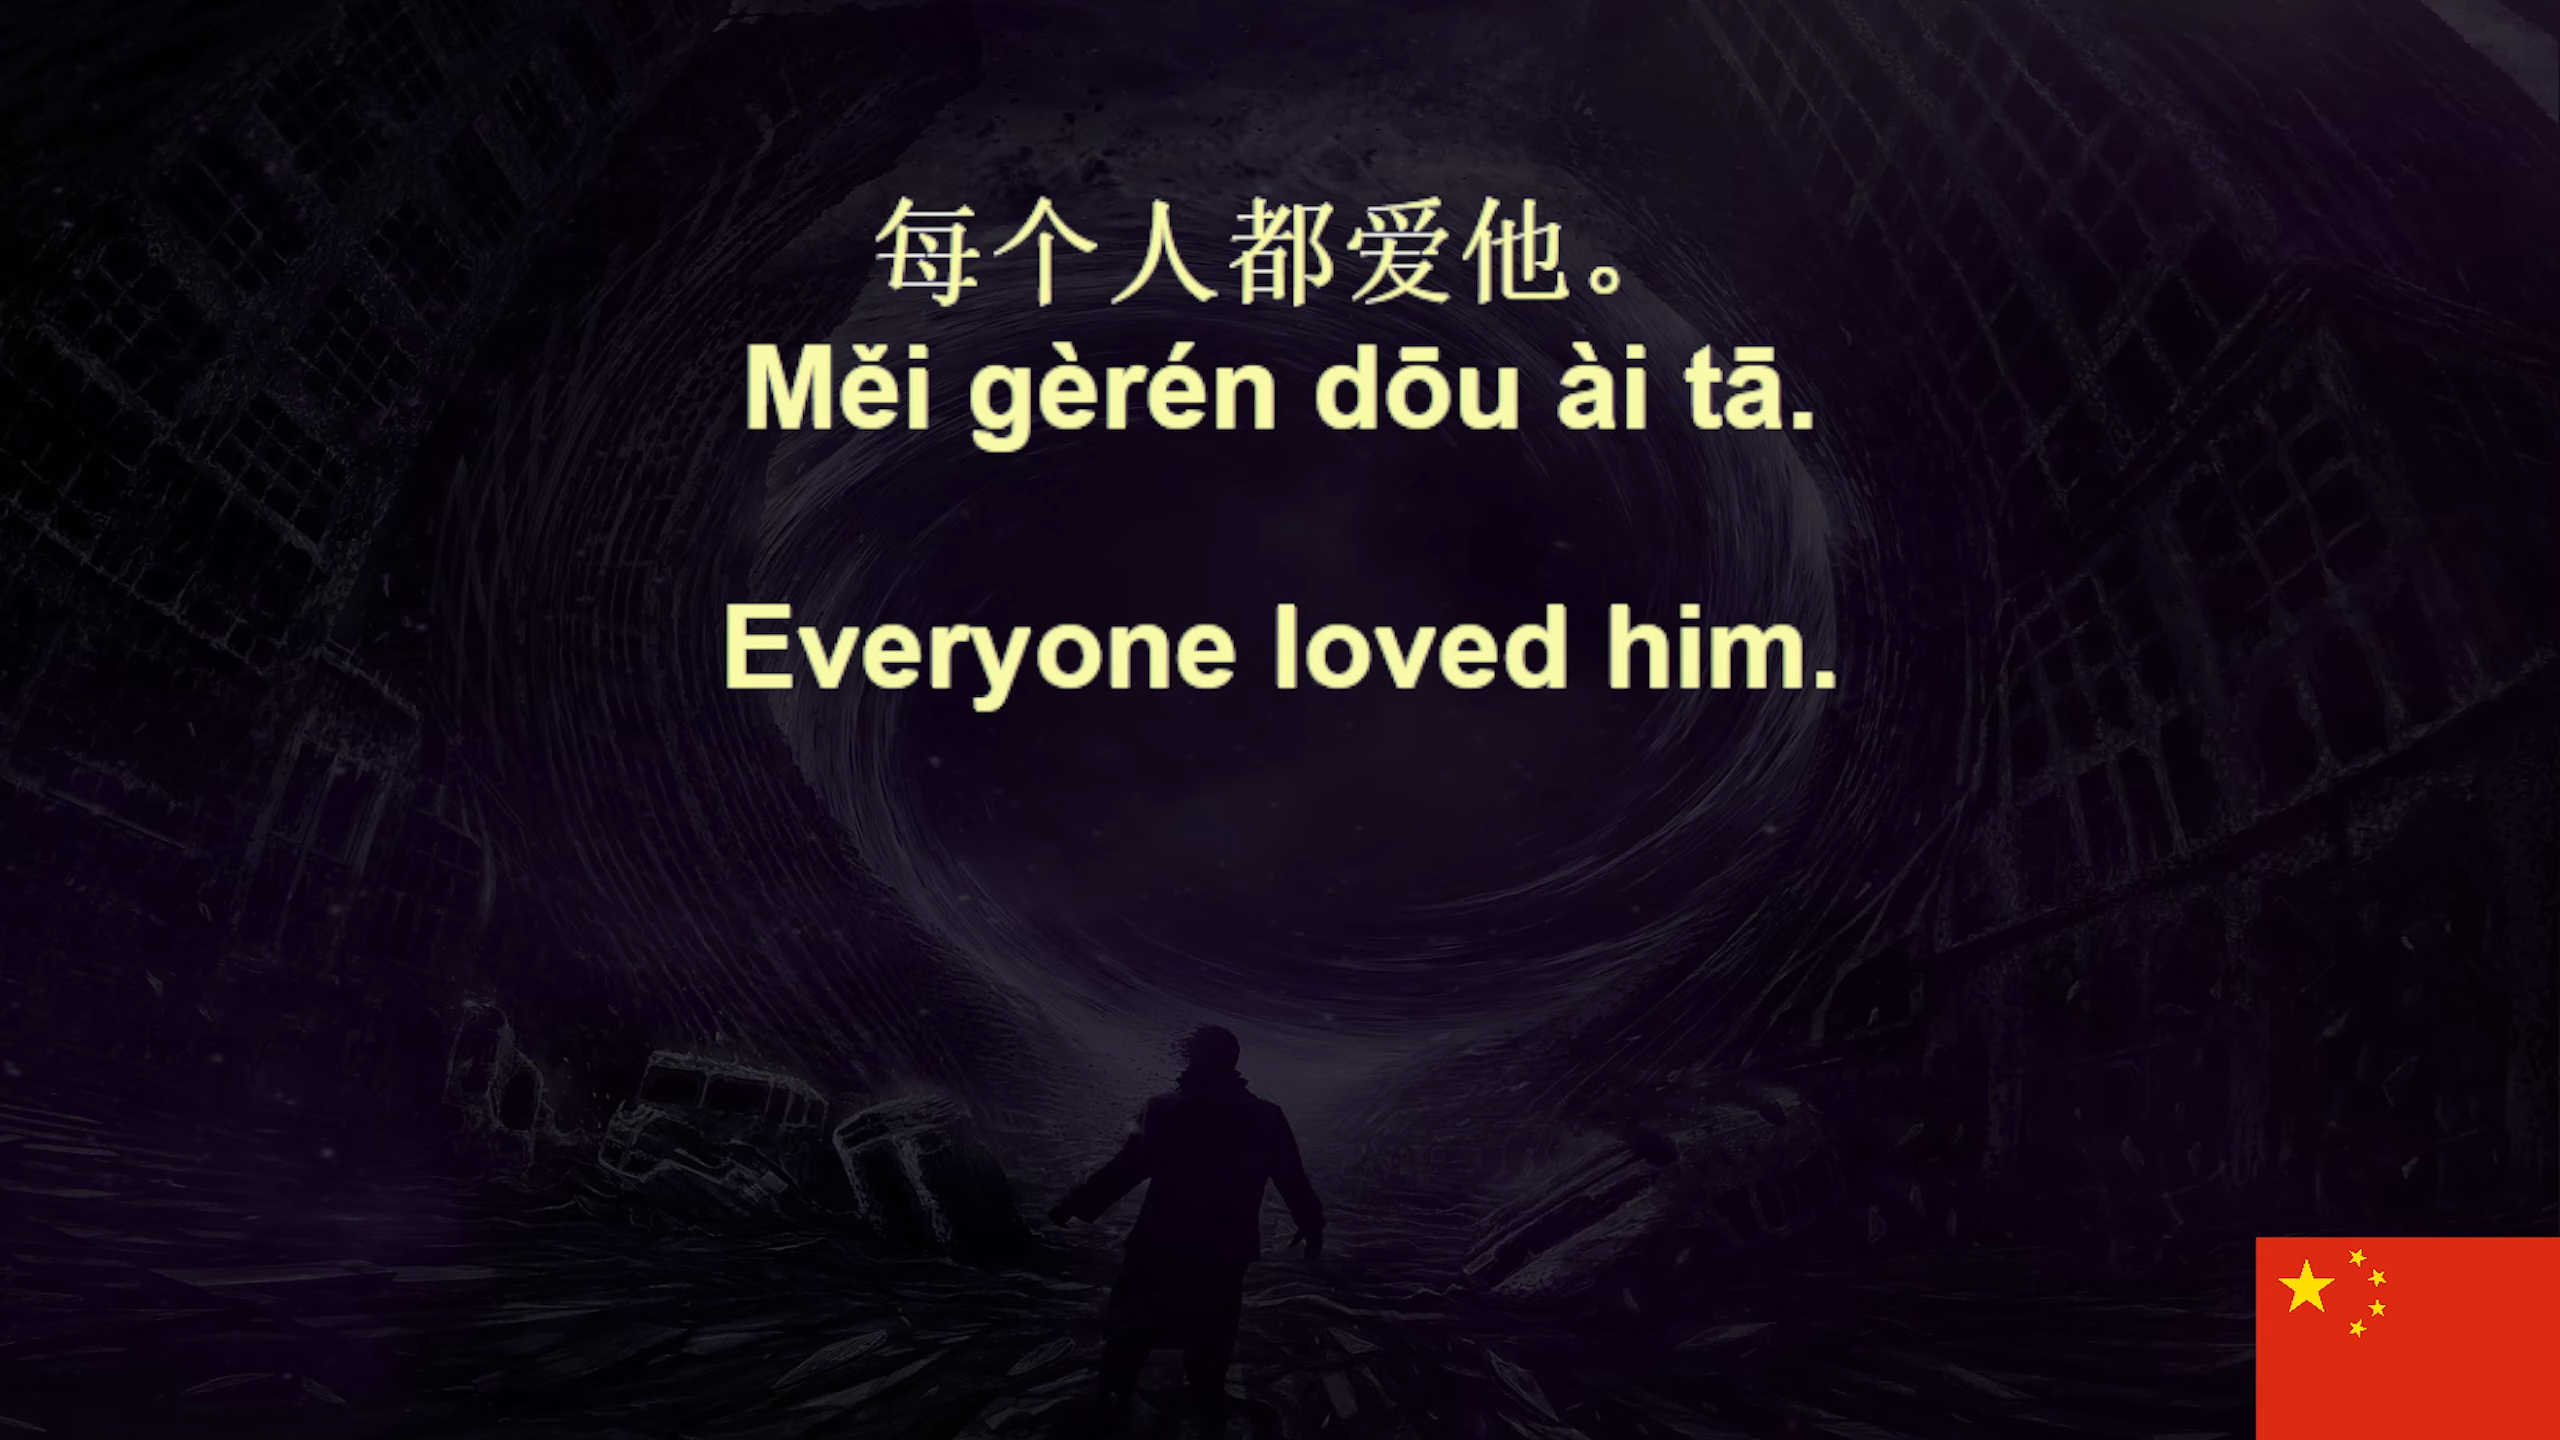 每个人都爱他。
Měi gèrén dōu ài tā.
Everyone loved him.